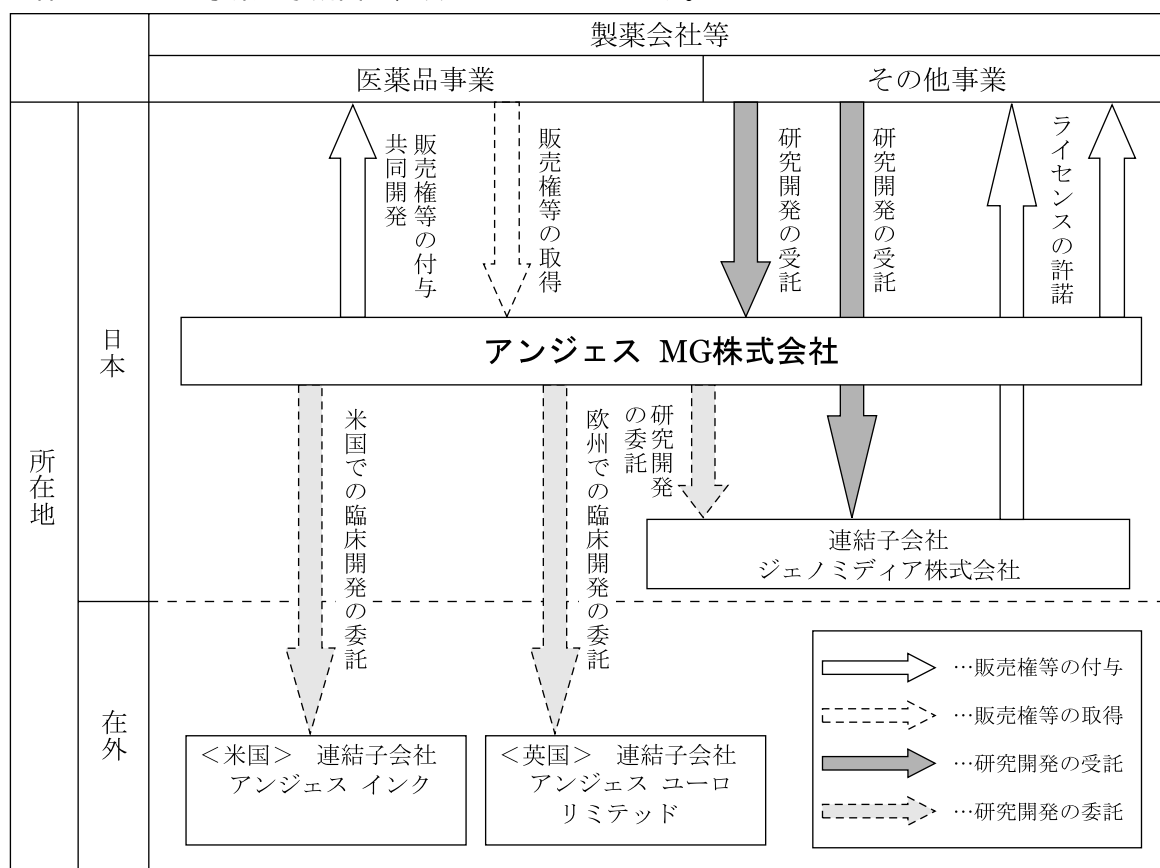 製薬会社等
医薬品事業
その他事業
販売権等の付与
共同開発
販売権等の取得
研究開発の受託
研究開発の受託
ライセンスの許諾
所在地
日本
アンジェス MG株式会社
米国での臨床開発の委託
欧州での臨床開発の委託
研究開発
の委託
連結子会社
ジェノミディア株式会社
在外
＜米国＞ 連結子会社
アンジェス インク
＜英国＞ 連結子会社
アンジェス ユーロ
リミテッド
…販売権等の付与
…販売権等の取得
…研究開発の受託
…研究開発の委託